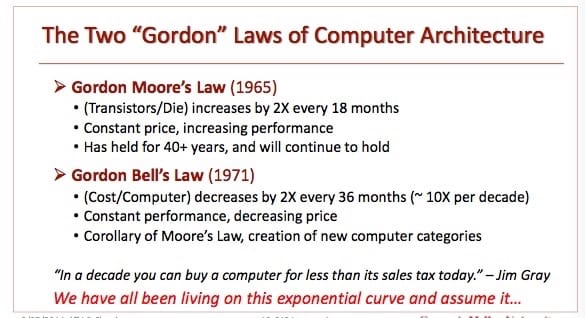 The Two “Gordon” Laws of Computer Architecture
➢ Gordon Moore’s Law (1965)
• (Transistors/Die) increases by 2X every 18 months
• Constant price, increasing performance
• Has held for 40+ years, and will continue to hold
➢ Gordon Bell’s Law (1971)
• (Cost/Computer) decreases by 2X every 36 months (~ 10X per decade)
• Constant performance, decreasing price
• Corollary of Moore’s Law, creation of new computer categories
“In a decade you can buy a computer for less than its sales tax today.” – Jim Gray
We have all been living on this exponential curve and assume it…